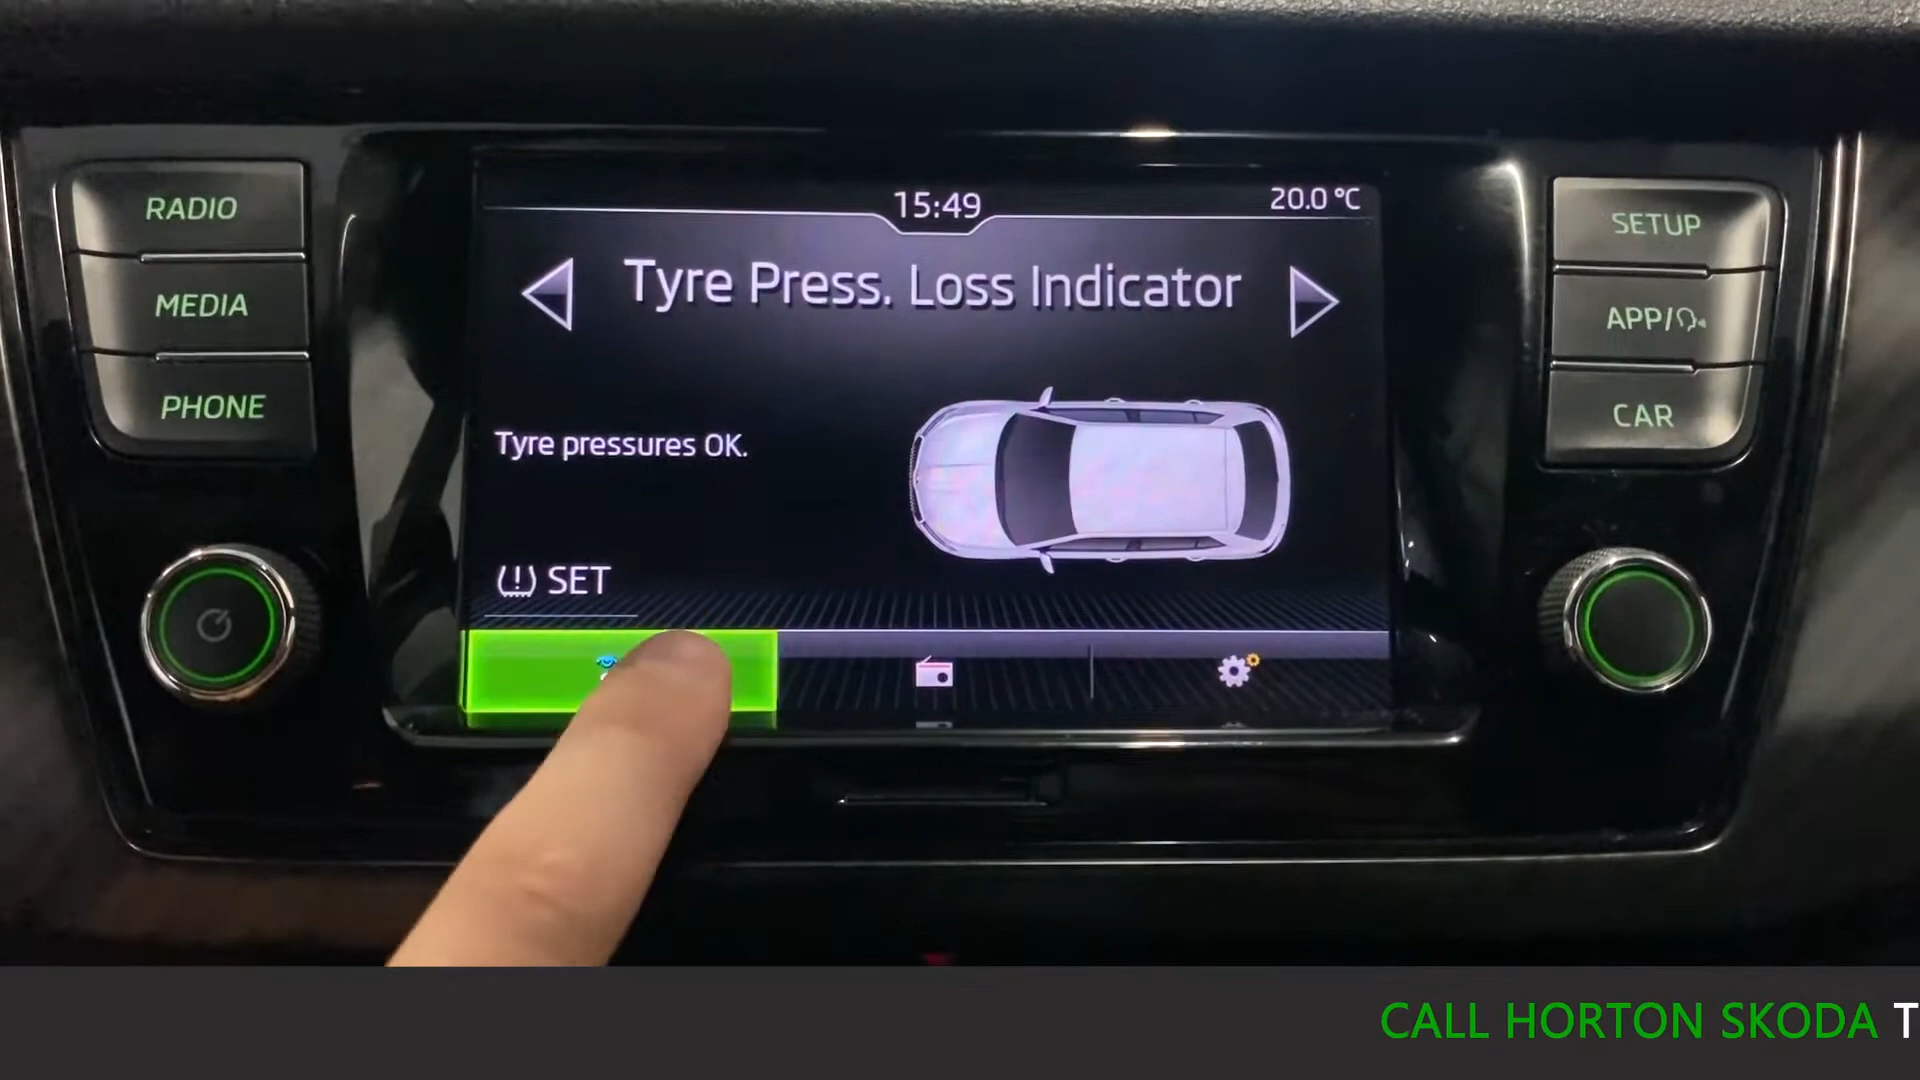 RADIO
MEDIA
PHONE
15:49
20.0 °C
Tyre Press. Loss Indicator
Tyre pressures OK.
SET
SETUP
APP/
CAR
CALL HORTON SKODA T